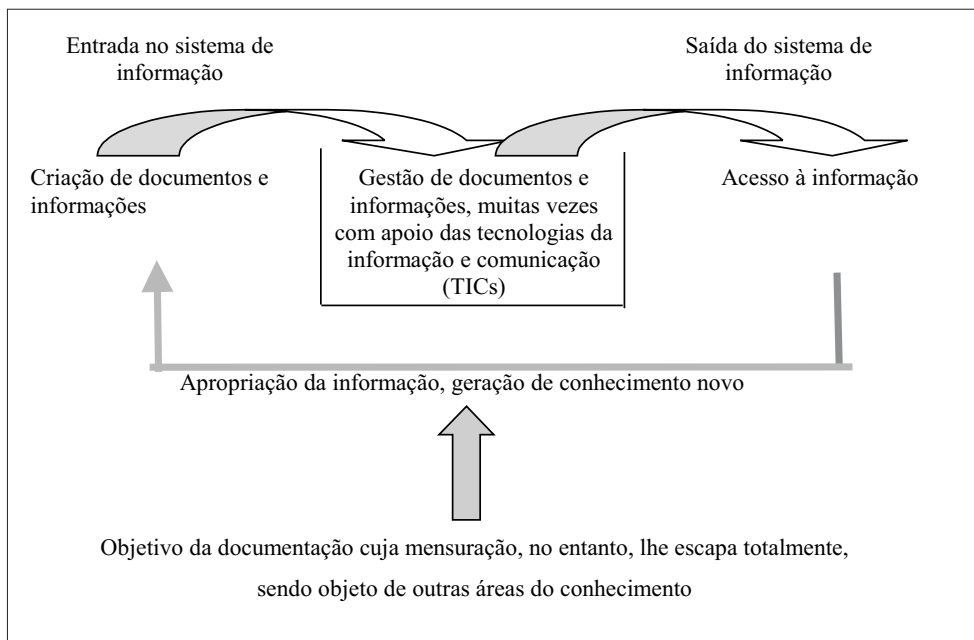 Entrada no sistema de
informação
Saída do sistema de
informação
Criação de documentos e
informações
Gestão de documentos e
informações, muitas vezes
com apoio das tecnologias da
informação e comunicação
(TICs)
Acesso à informação
Apropriação da informação, geração de conhecimento novo
Objetivo da documentação cuja mensuração, no entanto, lhe escapa totalmente,
sendo objeto de outras áreas do conhecimento